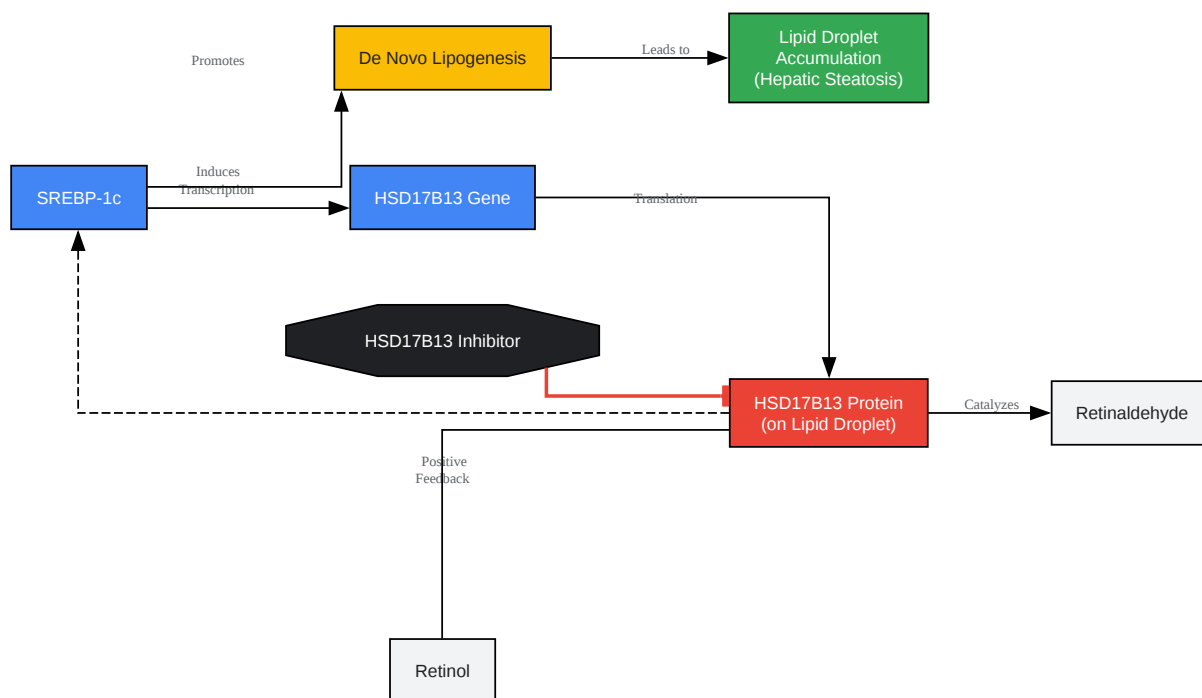 Lipid Droplet
Accumulation
(Hepatic Steatosis)
Leads to
De Novo Lipogenesis
Promotes
Induces
Transcription
SREBP-1c
HSD17B13 Gene
Translation
HSD17B13 Inhibitor
HSD17B13 Protein
(on Lipid Droplet)
Catalyzes
Retinaldehyde
Positive
Feedback
Retinol